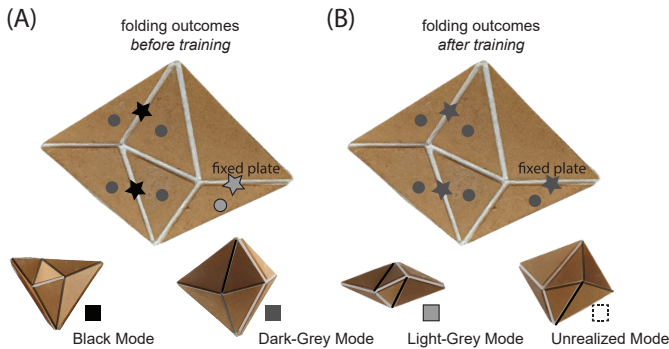 (A)
folding outcomes
before training
fixed plate
(B)
folding outcomes
after training
fixed plate
Black Mode
Dark-Grey Mode
Light-Grey Mode
Unrealized Mode